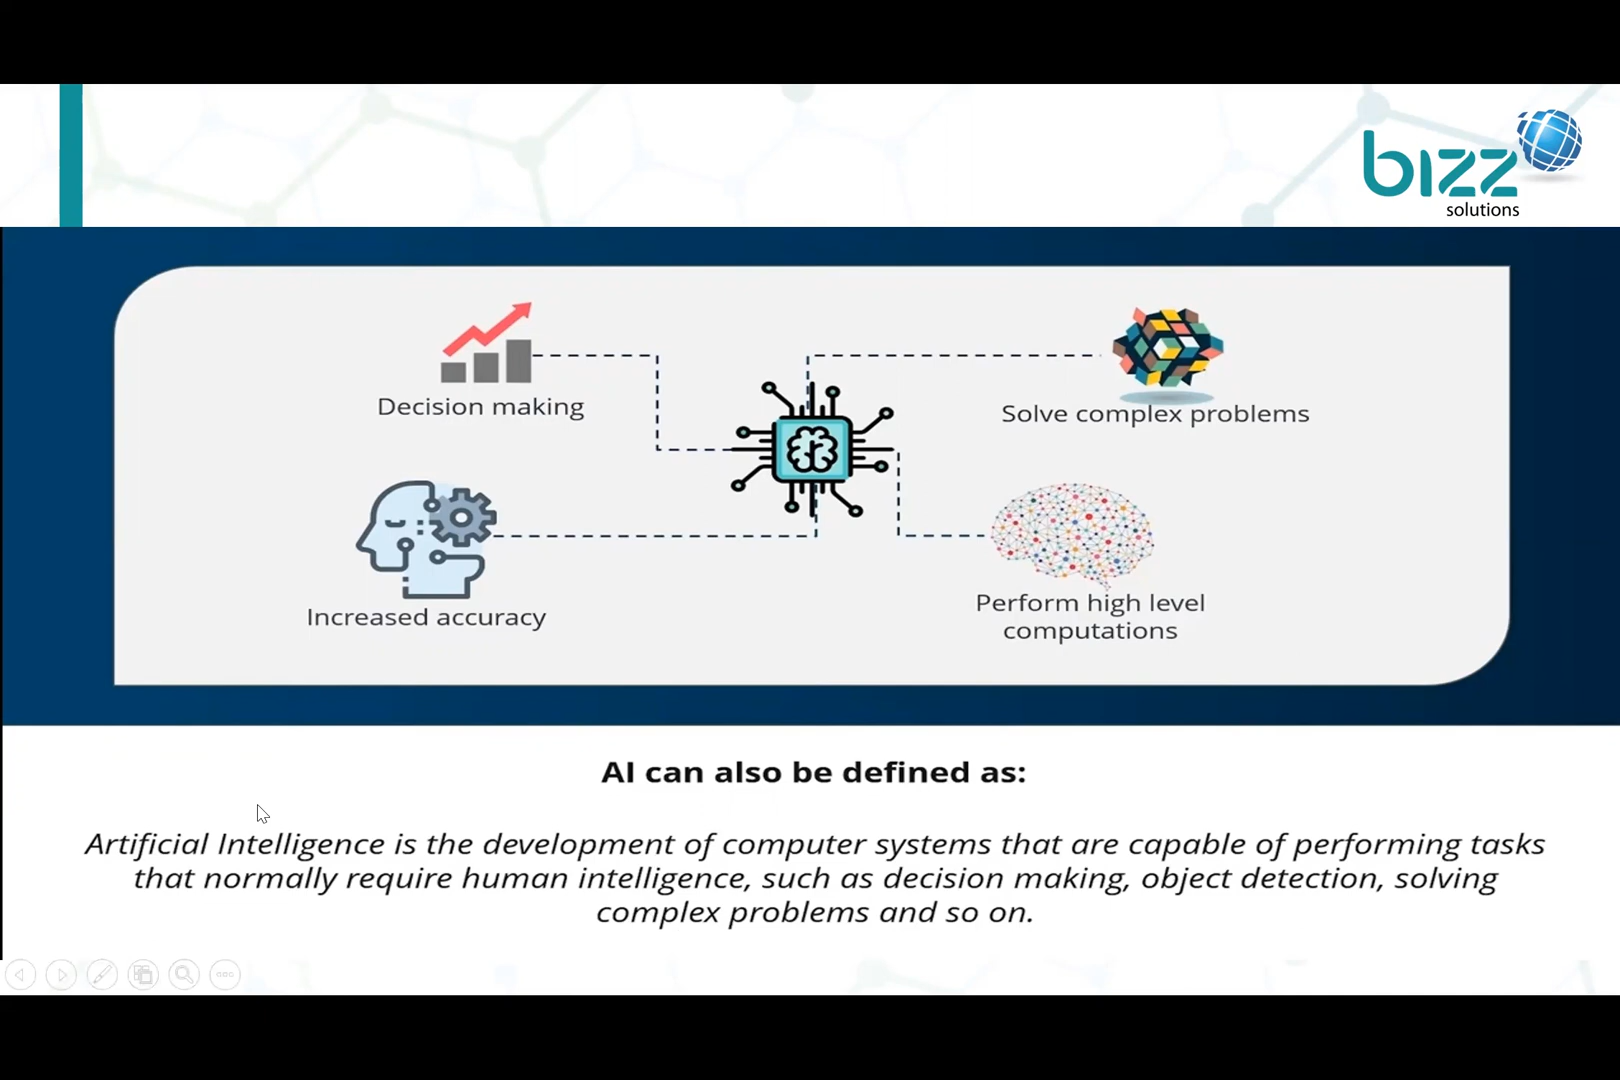 bizz
solutions
Decision making
Solve complex problems
Increased accuracy
Perform high level
computations
AI can also be defined as:
Artificial Intelligence is the development of computer systems that are capable of performing tasks
that normally require human intelligence, such as decision making, object detection, solving
complex problems and so on.